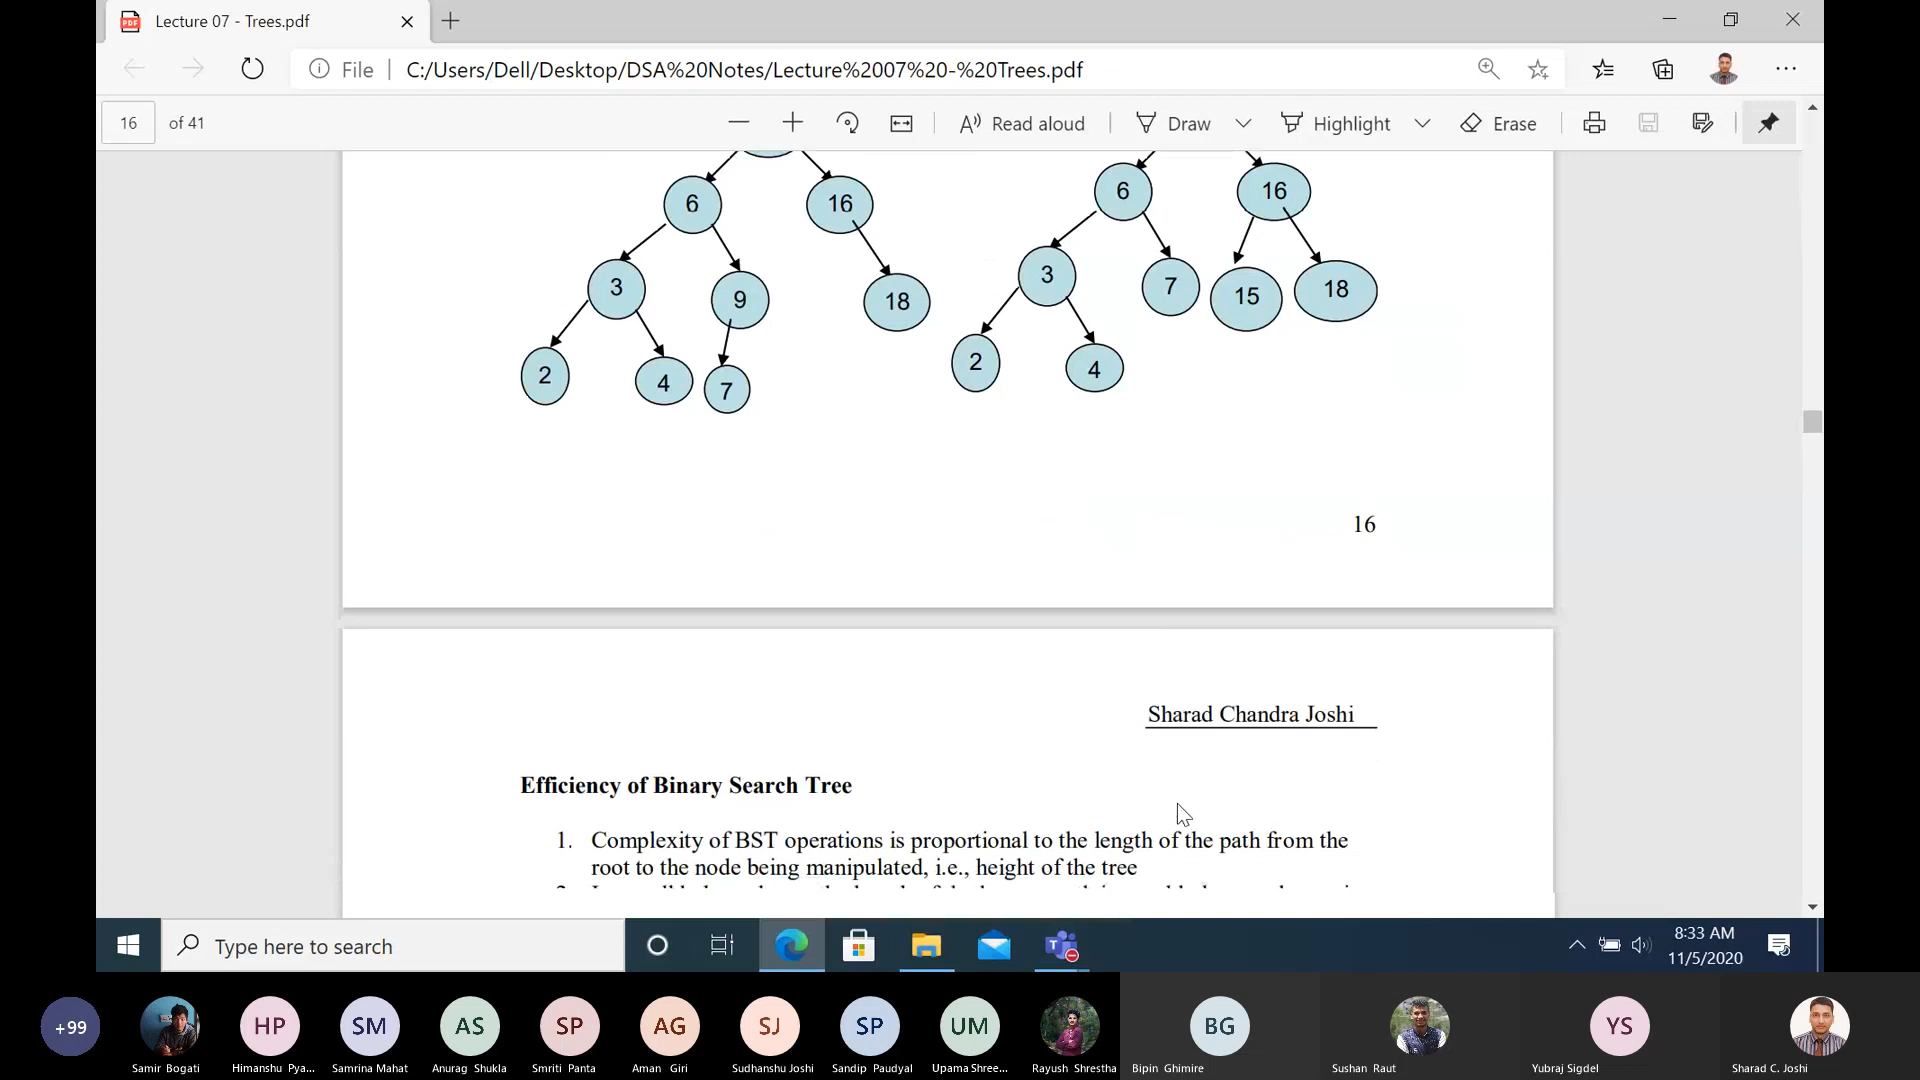 Lecture 07 - Trees.pdf
File
C:/Users/Dell/Desktop/DSA%20Notes/Lecture%2007%20-%20Trees.pdf
16 of 41
Read aloud
Draw
Highlight
Erase
6 16
3 9 18
2 4 7
6 16
3 7 15 18
2 4
16
Sharad Chandra Joshi
Efficiency of Binary Search Tree
1. Complexity of BST operations is proportional to the length of the path from the
root to the node being manipulated, i.e., height of the tree
Type here to search
8:33 AM
11/5/2020
+99 HP SM AS SP AG SJ SP UM BG YS
Samir Bogati
Himanshu Pya...
Samrina Mahat
Anurag Shukla
Smriti Panta
Aman Giri
Sudhanshu Joshi
Sandip Paudyal
Upama Shree...
Rayush Shrestha
Bipin Ghimire
Sushan Raut
Yubraj Sigdel
Sharad C. Joshi